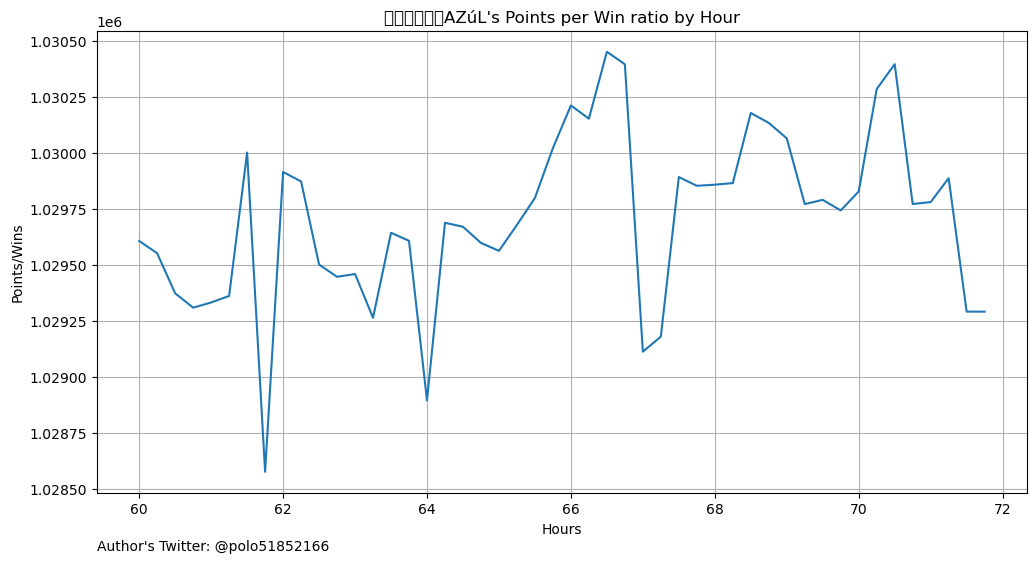 1e6
AZúL's Points per Win ratio by Hour
1.03050
1.03025
1.03000
1.02975
1.02950
1.02925
1.02900
1.02875
1.02850
Points/Wins
60 62 64 66 68 70 72
Hours
Author's Twitter: @polo51852166